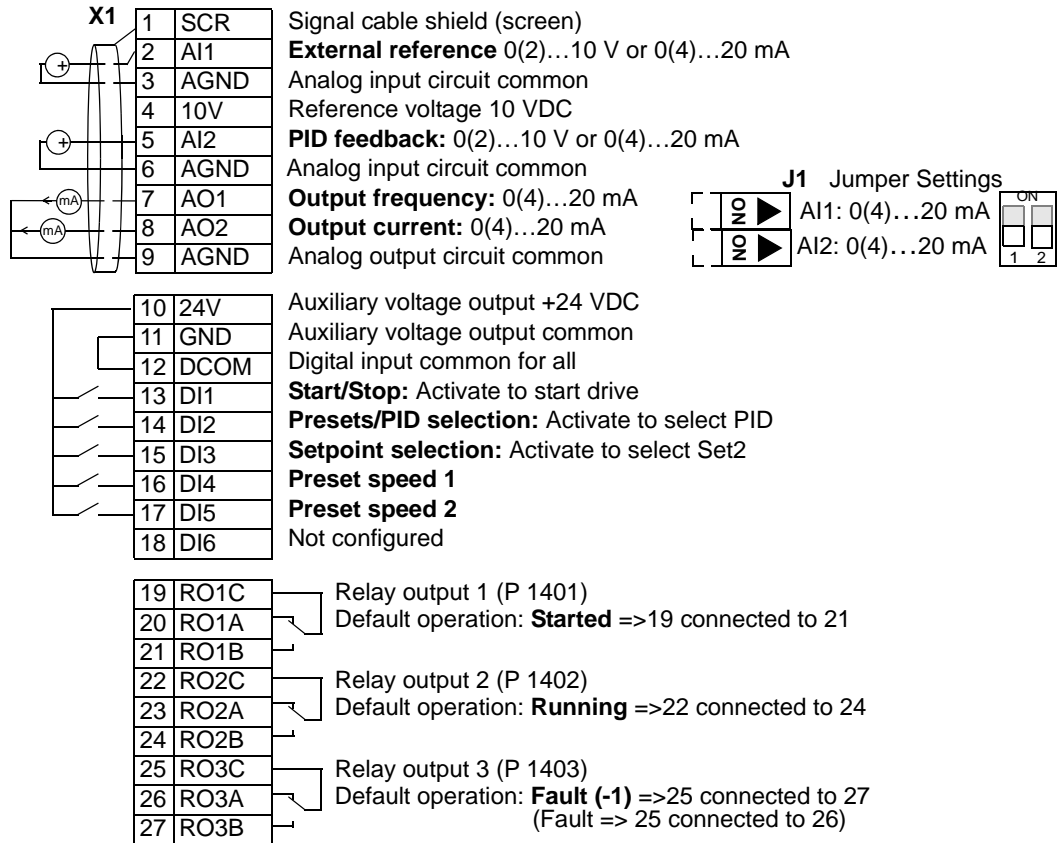 X1
1 SCR Signal cable shield (screen)
2 AI1 External reference 0(2)…10 V or 0(4)…20 mA
3 AGND Analog input circuit common
4 10V Reference voltage 10 VDC
5 AI2 PID feedback: 0(2)…10 V or 0(4)…20 mA
6 AGND Analog input circuit common
7 AO1 Output frequency: 0(4)…20 mA
8 AO2 Output current: 0(4)…20 mA
9 AGND Analog output circuit common
+
+
mA
mA
J1 Jumper Settings
ON AI1: 0(4)…20 mA
ON AI2: 0(4)…20 mA
ON
1 2
10 24V Auxiliary voltage output +24 VDC
11 GND Auxiliary voltage output common
12 DCOM Digital input common for all
13 DI1 Start/Stop: Activate to start drive
14 DI2 Presets/PID selection: Activate to select PID
15 DI3 Setpoint selection: Activate to select Set2
16 DI4 Preset speed 1
17 DI5 Preset speed 2
18 DI6 Not configured
19 RO1C Relay output 1 (P 1401)
20 RO1A Default operation: Started =>19 connected to 21
21 RO1B
22 RO2C Relay output 2 (P 1402)
23 RO2A Default operation: Running =>22 connected to 24
24 RO2B
25 RO3C Relay output 3 (P 1403)
26 RO3A Default operation: Fault (-1) =>25 connected to 27
27 RO3B (Fault => 25 connected to 26)